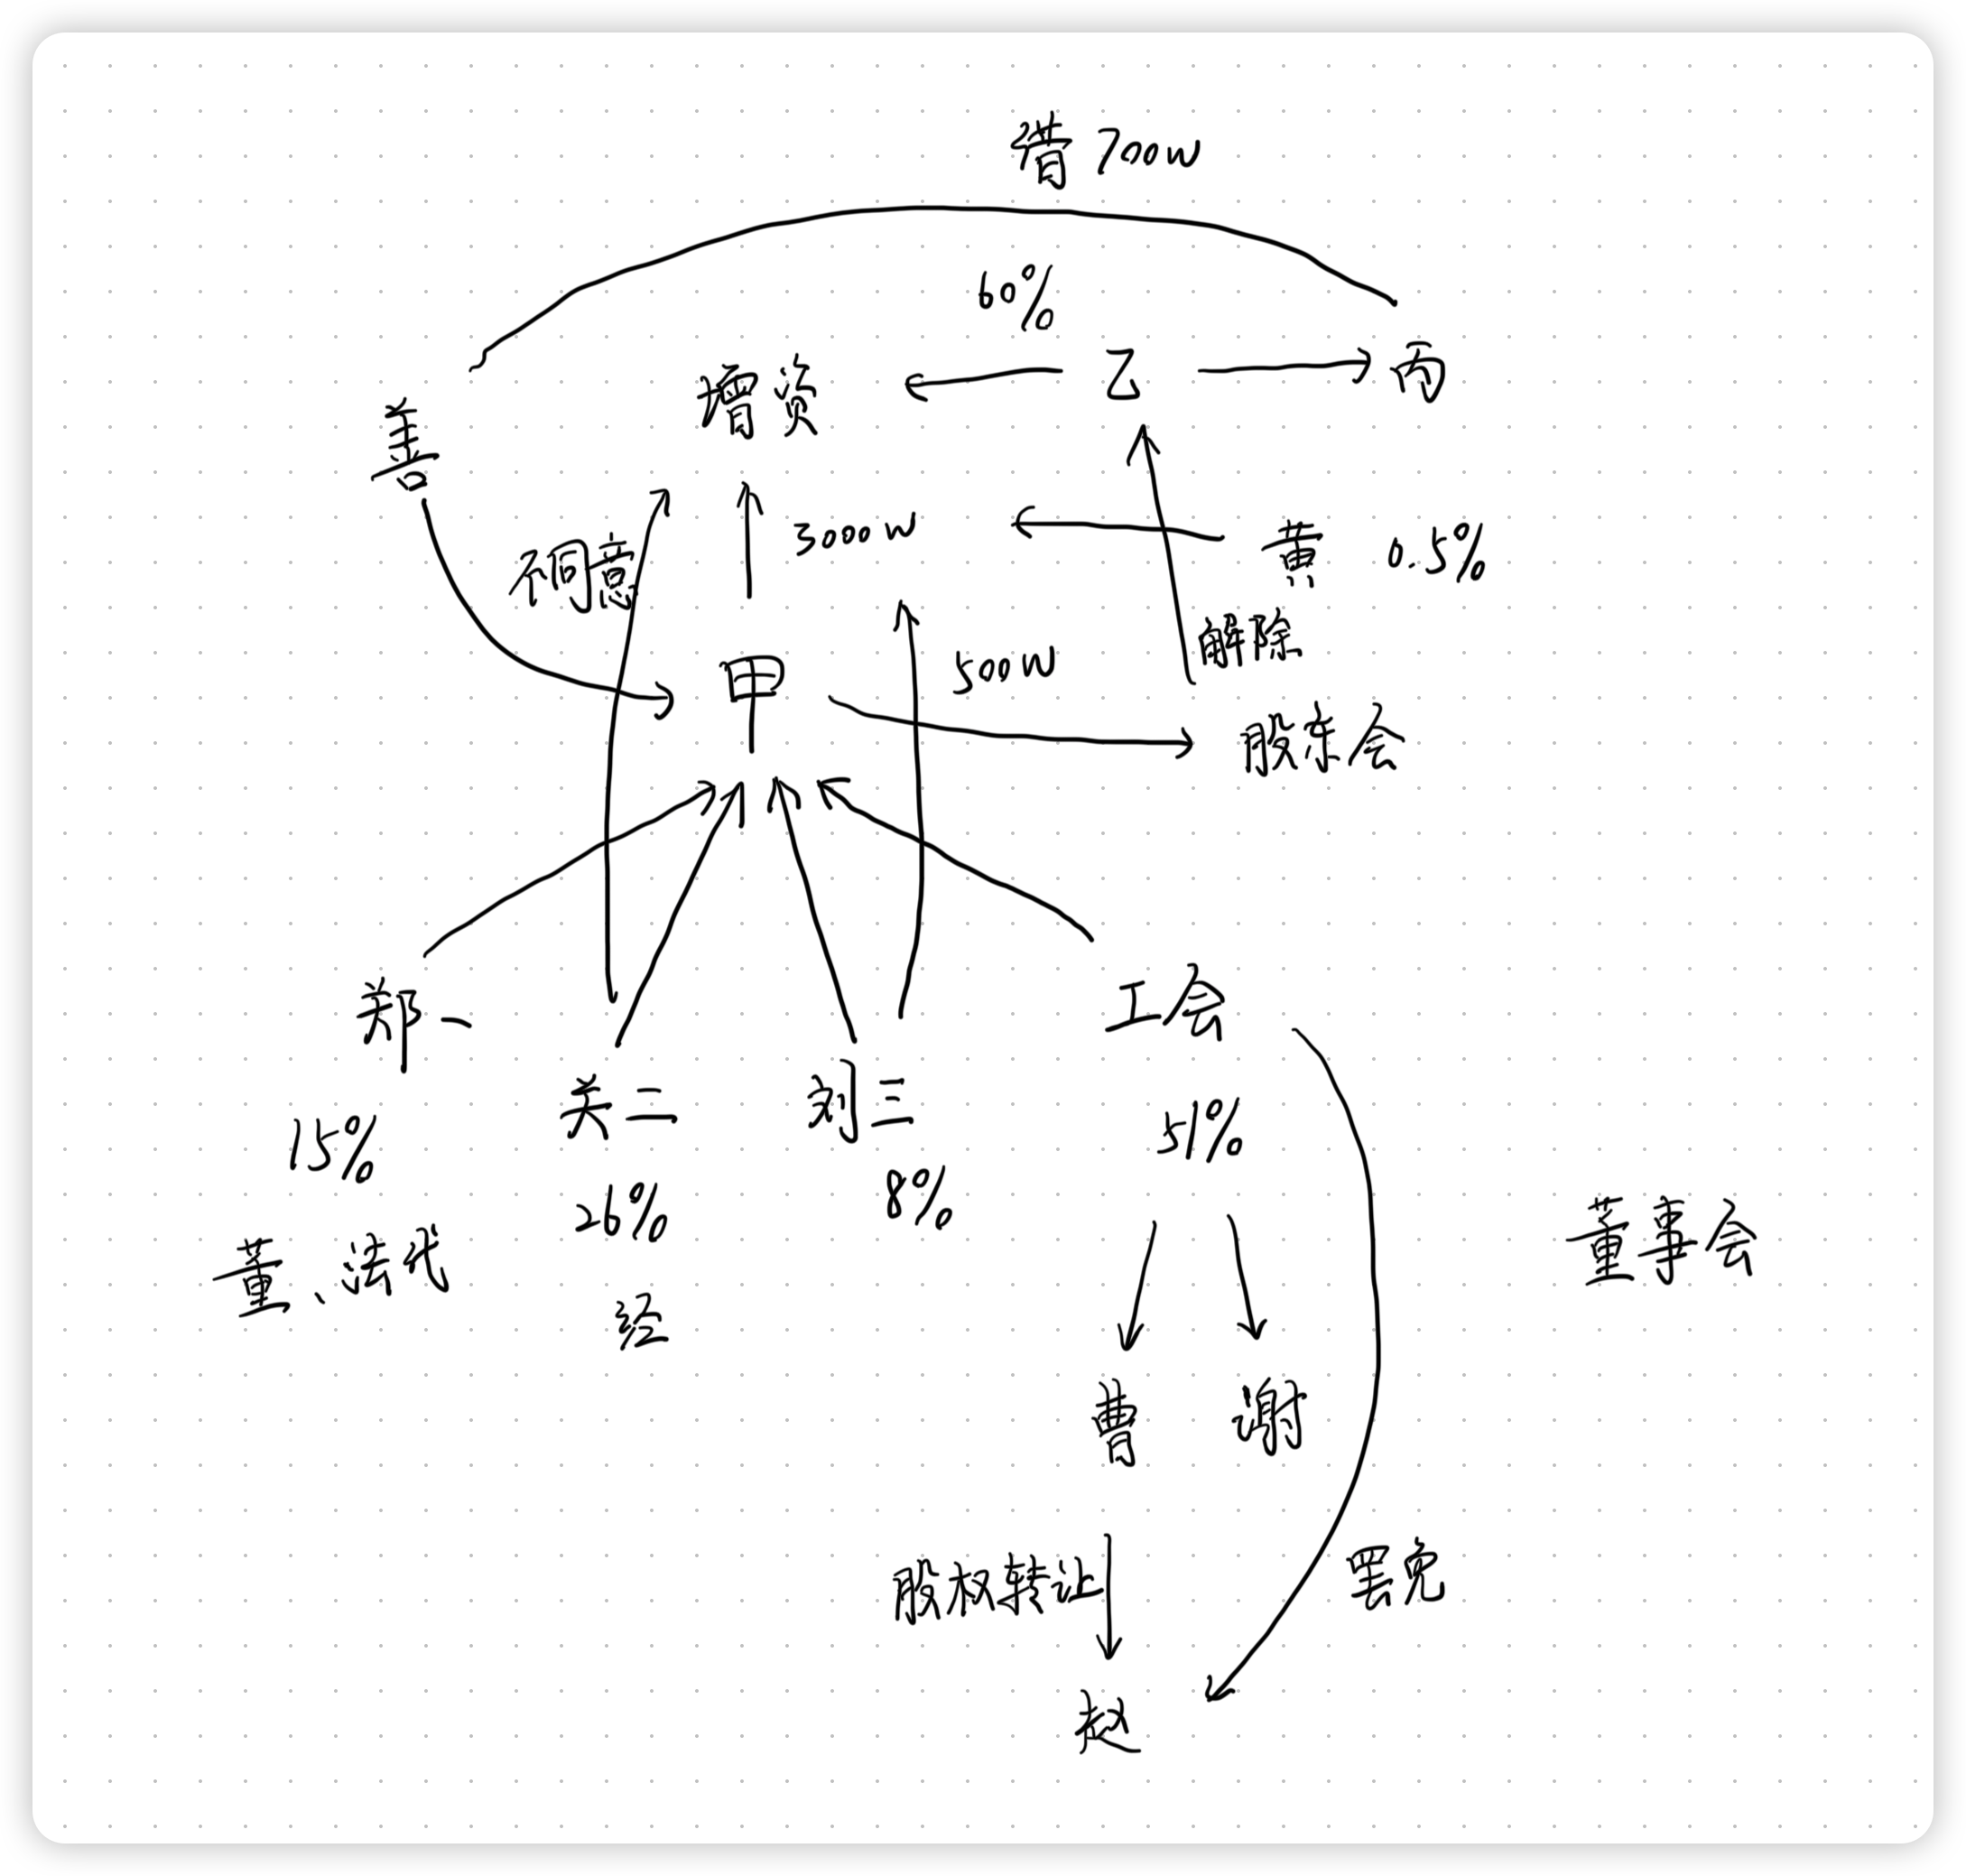 借 700w
60%
增资
乙
丙
善
3000w
不同意
黄 0.5%
解除
甲
500w
股东会
郑一
工会
关二
刘三
15%
51%
26%
8%
董、法代
董事会
经
曹
谢
股权转让
罢免
赵